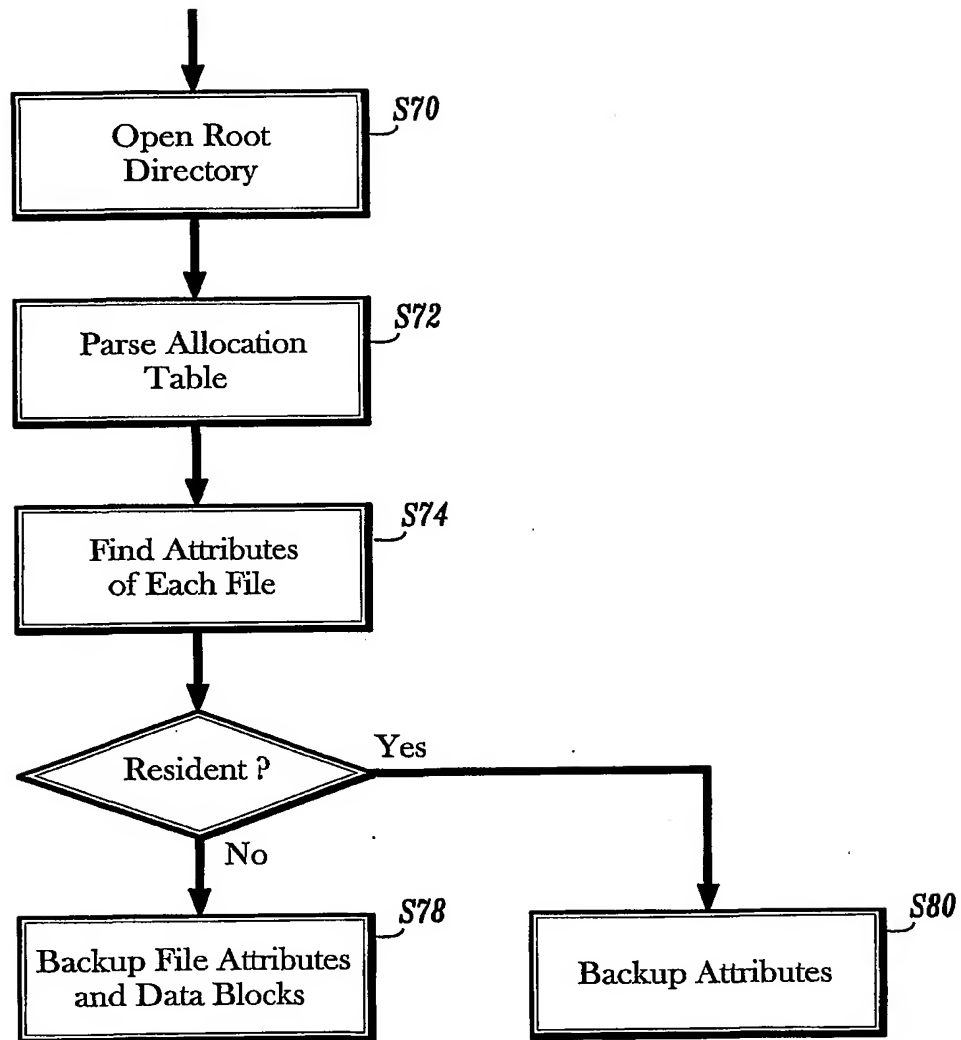 S70
Open Root
Directory
S72
Parse Allocation
Table
S74
Find Attributes
of Each File
Resident ?
Yes
No
S78
Backup File Attributes
and Data Blocks
S80
Backup Attributes